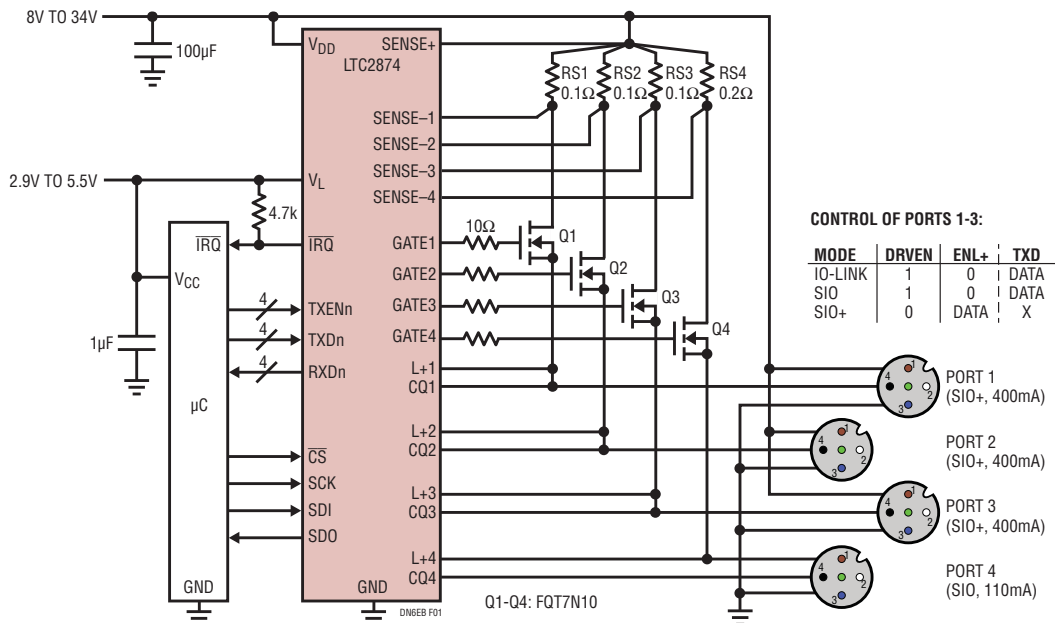 8V TO 34V
100µF
VDD
LTC2874
SENSE+
SENSE–1
SENSE–2
SENSE–3
SENSE–4
RS1
0.1Ω
RS2
0.1Ω
RS3
0.1Ω
RS4
0.2Ω
2.9V TO 5.5V
VL
4.7k
IRQ
IRQ
VCC
1µF
µC
GATE1
GATE2
GATE3
GATE4
10Ω
Q1
Q2
Q3
Q4
4
TXENn
4
TXDn
4
RXDn
L+1
CQ1
L+2
CQ2
L+3
CQ3
L+4
CQ4
CS
SCK
SDI
SDO
GND
GND
DN6EB F01
Q1-Q4: FQT7N10
CONTROL OF PORTS 1-3:
MODE DRVEN ENL+ TXD
IO-LINK 1 0 DATA
SIO 1 0 DATA
SIO+ 0 DATA X
1
4
2
3
PORT 1
(SIO+, 400mA)
1
4
2
3
PORT 2
(SIO+, 400mA)
1
4
2
3
PORT 3
(SIO+, 400mA)
1
4
2
3
PORT 4
(SIO, 110mA)